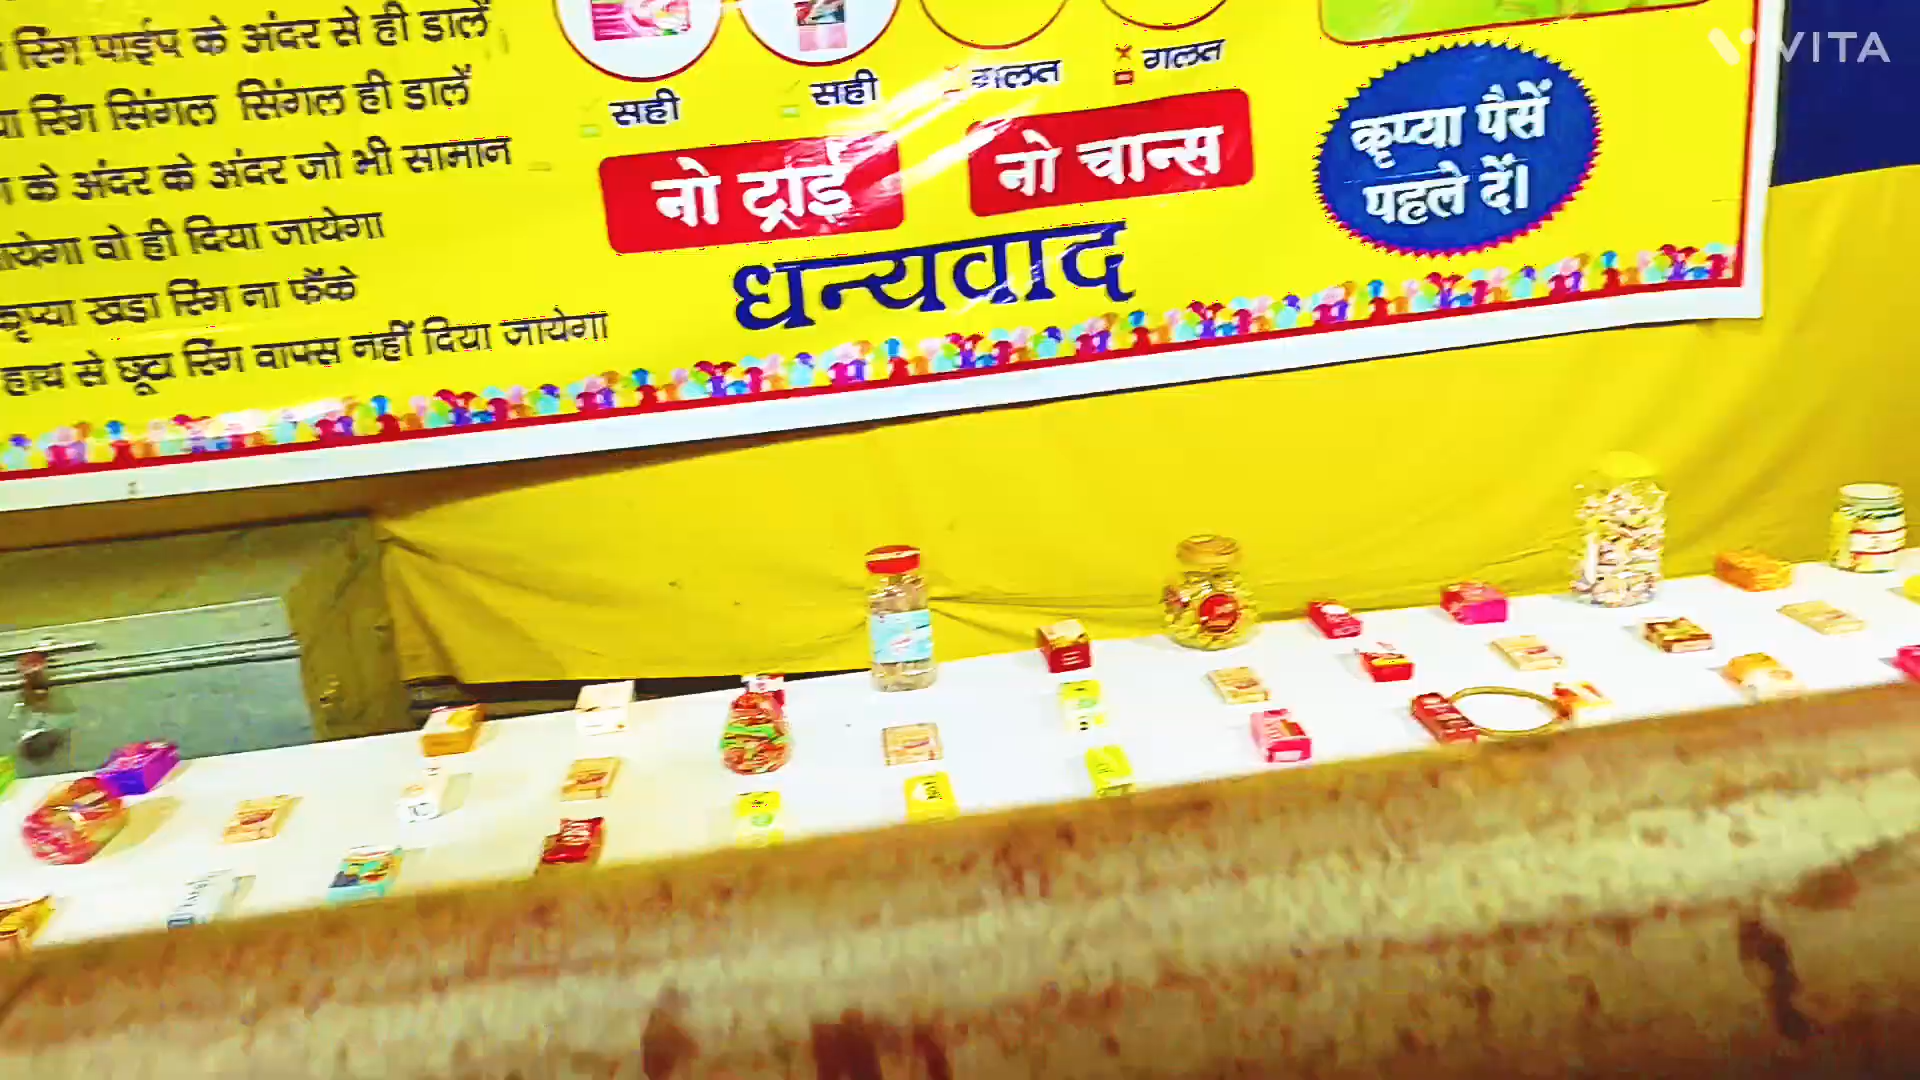 रिंग पाईप के अंदर से ही डालें
रिंग सिंगल सिंगल ही डालें
के अंदर के अंदर जो भी सामान
जायेगा वो ही दिया जायेगा
कृप्या खडा रिंग ना फेंके
हाथ से छूटा रिंग वापस नहीं दिया जायेगा
सही
सही
गलत
गलत
नो ट्राई
नो चान्स
धन्यवाद
कृप्या पैसें
पहले दें।
VITA